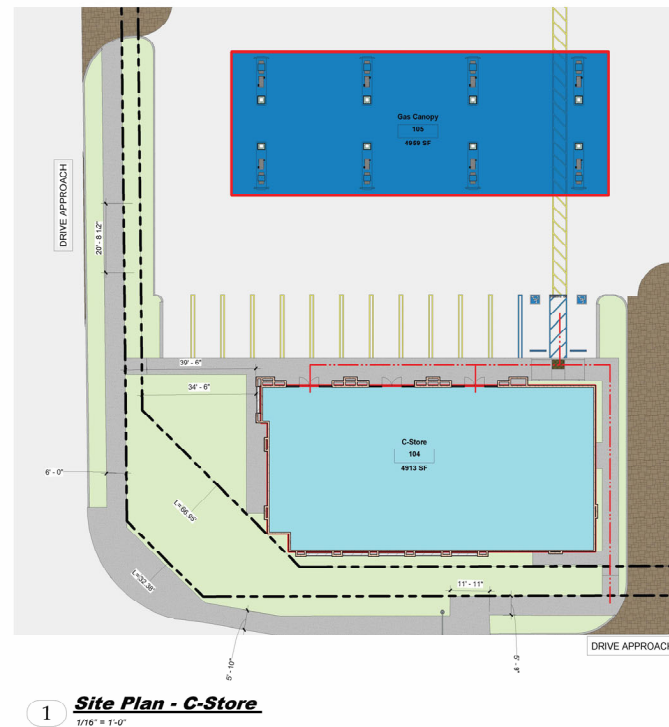 Gas Canopy
105
4989 SF
DRIVE APPROACH
20' - 8 1/2"
39' - 6"
34' - 6"
C-Store
104
4913 SF
6' - 0"
L=66.95'
L=32.38'
11' - 11"
5' - 10"
DRIVE APPROACH
1
Site Plan - C-Store
1/16" = 1'-0"